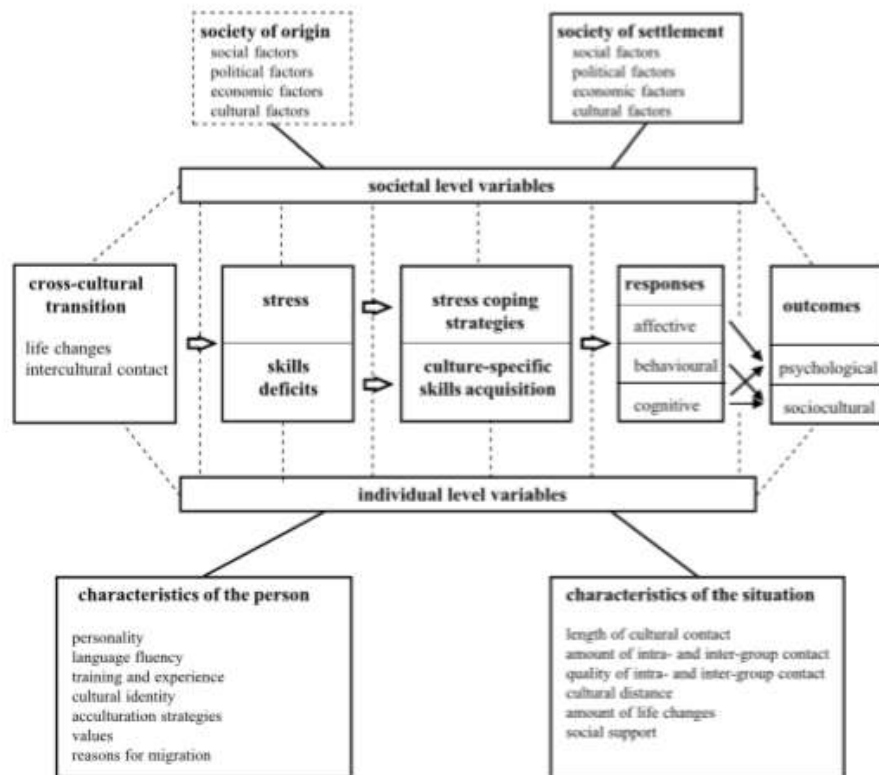 society of origin
social factors
political factors
economic factors
cultural factors
society of settlement
social factors
political factors
economic factors
cultural factors
societal level variables
cross-cultural
transition
life changes
intercultural contact
stress
skills
deficits
stress coping
strategies
culture-specific
skills acquisition
responses
affective
behavioural
cognitive
outcomes
psychological
sociocultural
individual level variables
characteristics of the person
personality
language fluency
training and experience
cultural identity
acculturation strategies
values
reasons for migration
characteristics of the situation
length of cultural contact
amount of intra- and inter-group contact
quality of intra- and inter-group contact
cultural distance
amount of life changes
social support